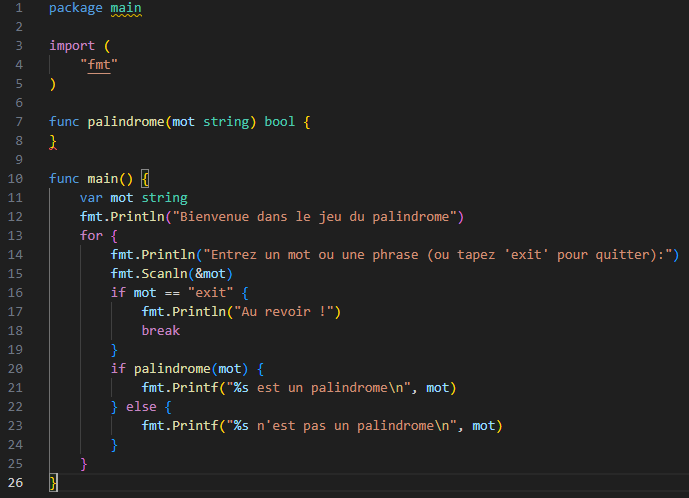 1 package main
2
3 import (
4     "fmt"
5 )
6
7 func palindrome(mot string) bool {
8 }
9
10 func main() {
11     var mot string
12     fmt.Println("Bienvenue dans le jeu du palindrome")
13     for {
14         fmt.Println("Entrez un mot ou une phrase (ou tapez 'exit' pour quitter):")
15         fmt.Scanln(&mot)
16         if mot == "exit" {
17             fmt.Println("Au revoir !")
18             break
19         }
20         if palindrome(mot) {
21             fmt.Printf("%s est un palindrome\n", mot)
22         } else {
23             fmt.Printf("%s n'est pas un palindrome\n", mot)
24         }
25     }
26 }